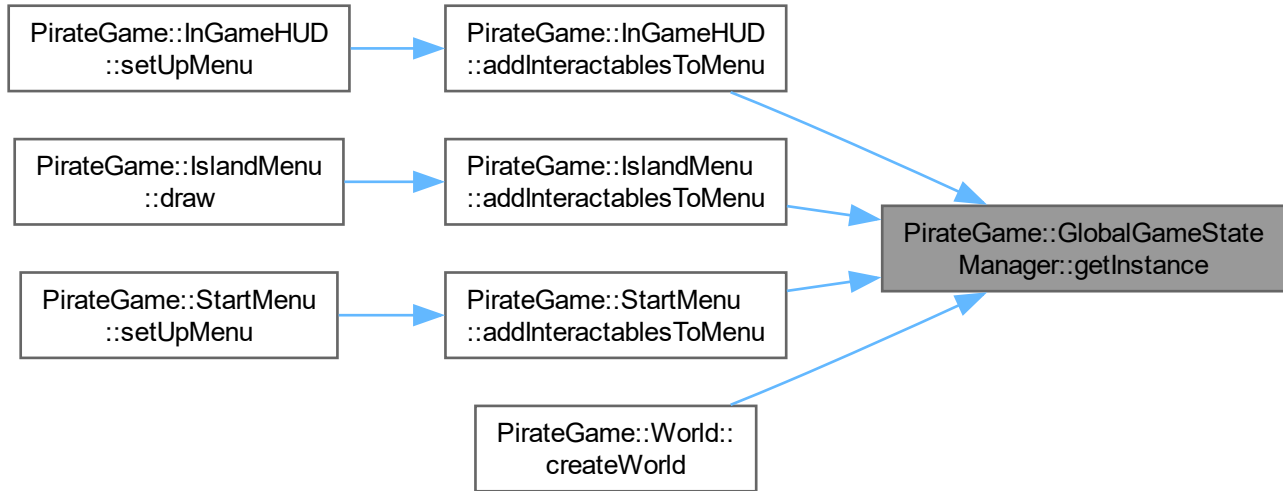 PirateGame::InGameHUD
::setUpMenu
PirateGame::InGameHUD
::addInteractablesToMenu
PirateGame::IslandMenu
::draw
PirateGame::IslandMenu
::addInteractablesToMenu
PirateGame::GlobalGameState
Manager::getInstance
PirateGame::StartMenu
::setUpMenu
PirateGame::StartMenu
::addInteractablesToMenu
PirateGame::World::
createWorld